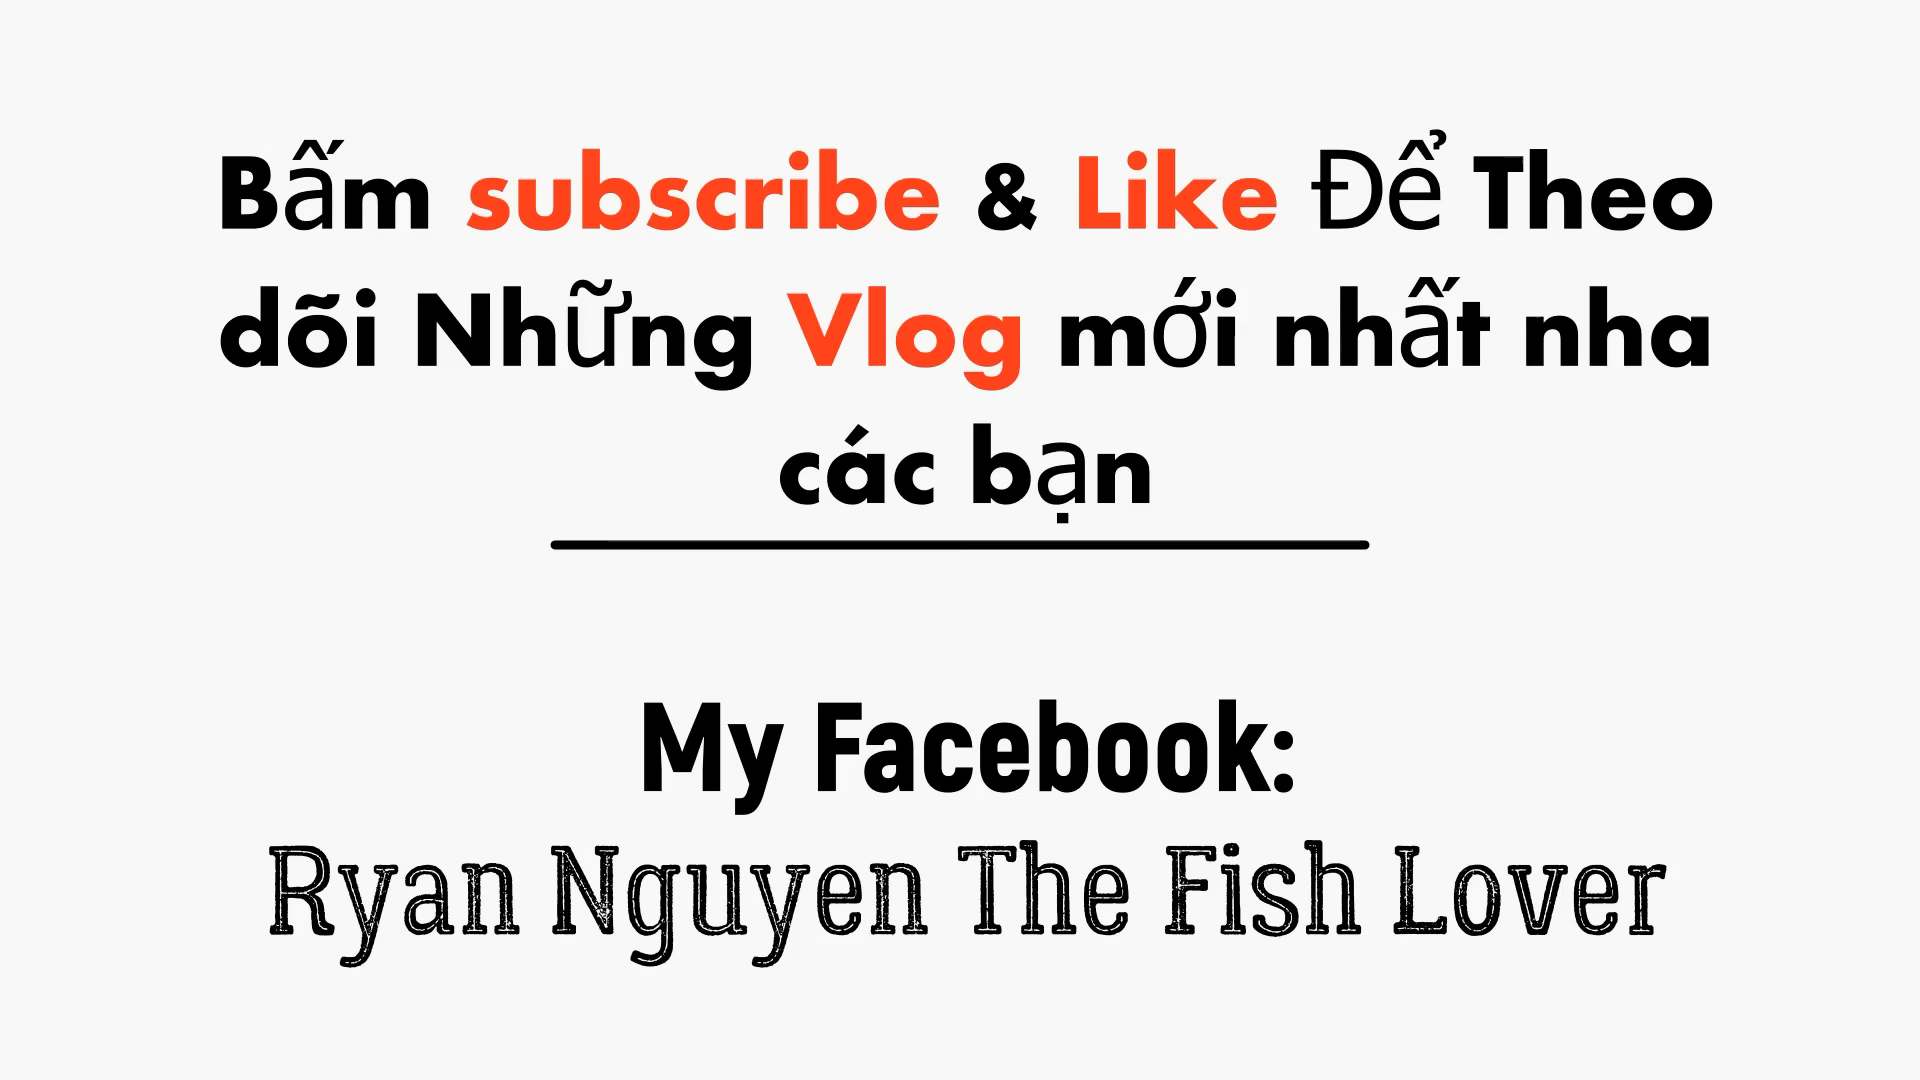 Bấm subscribe & Like Để Theo
dõi Những Vlog mới nhất nha
các bạn
My Facebook:
Ryan Nguyen The Fish Lover